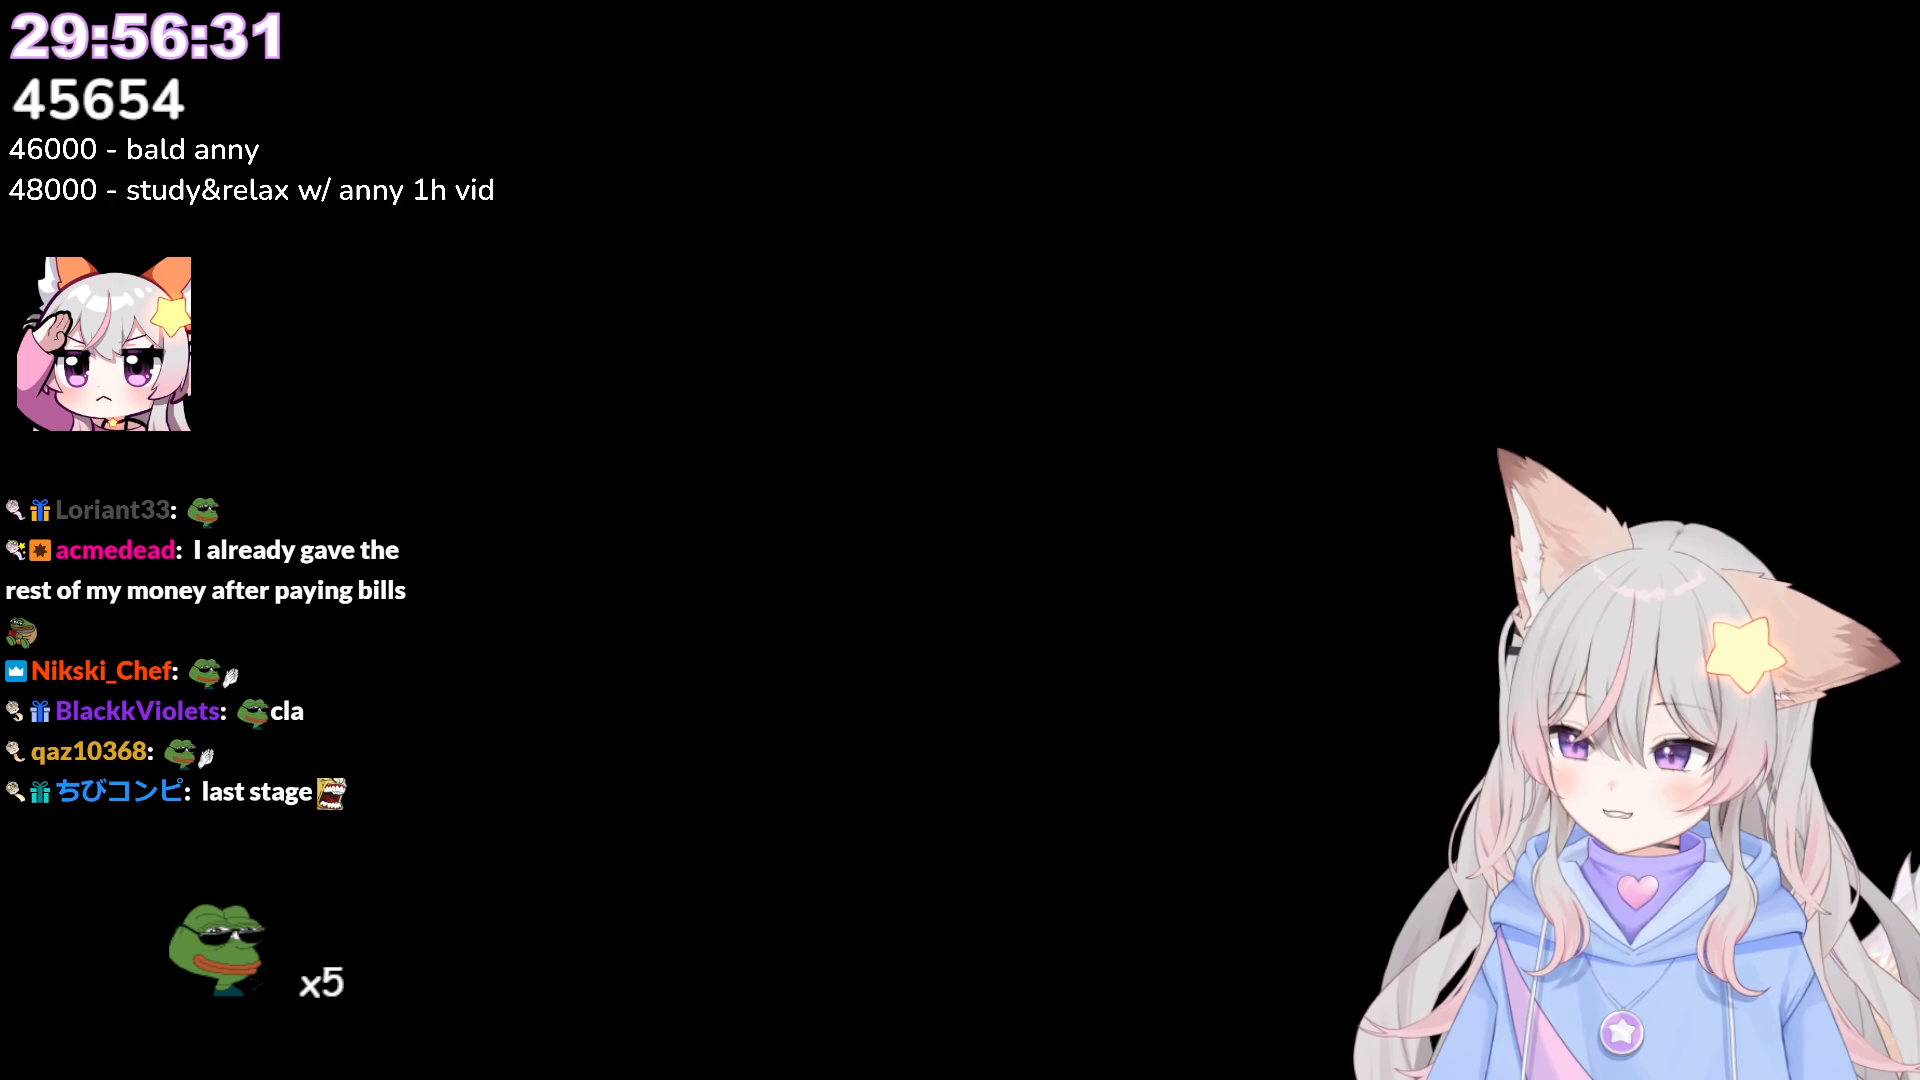 29:56:31
45654
46000 - bald anny
48000 - study&relax w/ anny 1h vid
Loriant33:
acmedead: I already gave the
rest of my money after paying bills
Nikski_Chef:
BlackkViolets: cla
qaz10368:
ちびコンピ: last stage
x5